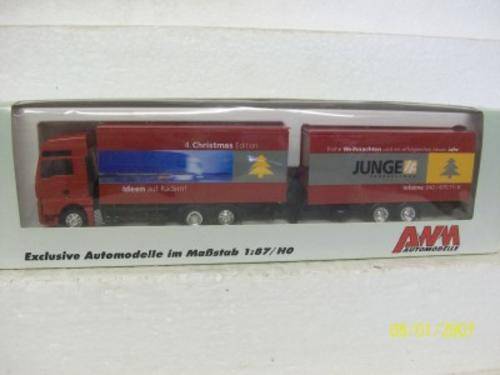 4. Christmas Edition
Ideen auf Rädern!
Frohe Weihnachten und ein erfolgreiches neues Jahr
JUNGE
Exclusive Automodelle im Maßstab 1:87/H0
AWM
AUTOMODELLE
09/01/2007